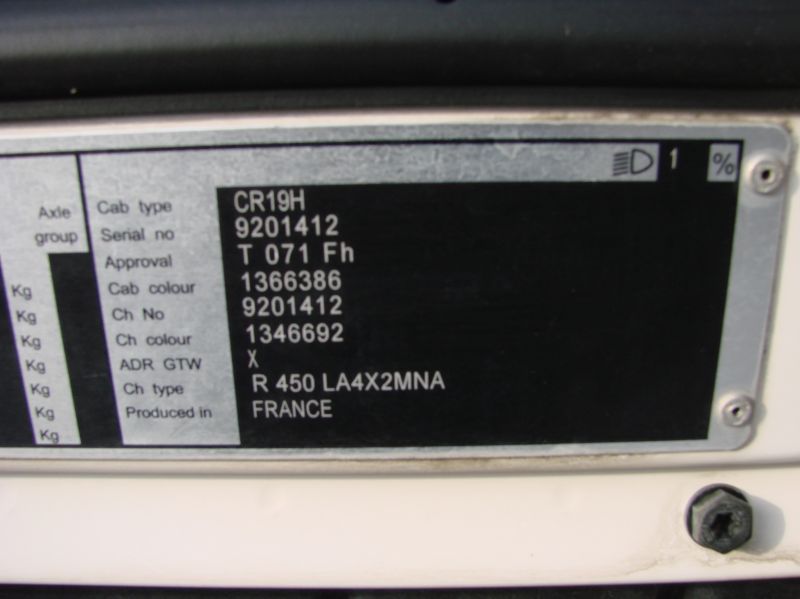 1 %
Axle group
Cab type CR19H
Serial no 9201412
Approval T 071 Fh
Cab colour 1366386
Kg Ch No 9201412
Kg Ch colour 1346692
Kg ADR GTW X
Kg Ch type R 450 LA4X2MNA
Kg Produced in FRANCE
Kg
Kg